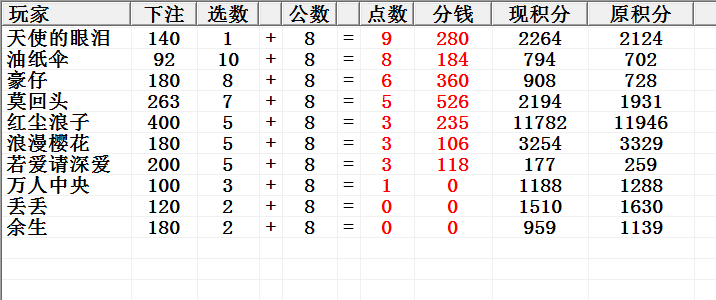 玩家 下注 选数 公数 点数 分钱 现积分 原积分
天使的眼泪 140 1 + 8 = 9 280 2264 2124
油纸伞 92 10 + 8 = 8 184 794 702
豪仔 180 8 + 8 = 6 360 908 728
莫回头 263 7 + 8 = 5 526 2194 1931
红尘浪子 400 5 + 8 = 3 235 11782 11946
浪漫樱花 180 5 + 8 = 3 106 3254 3329
若爱请深爱 200 5 + 8 = 3 118 177 259
万人中央 100 3 + 8 = 1 0 1188 1288
丢丢 120 2 + 8 = 0 0 1510 1630
余生 180 2 + 8 = 0 0 959 1139